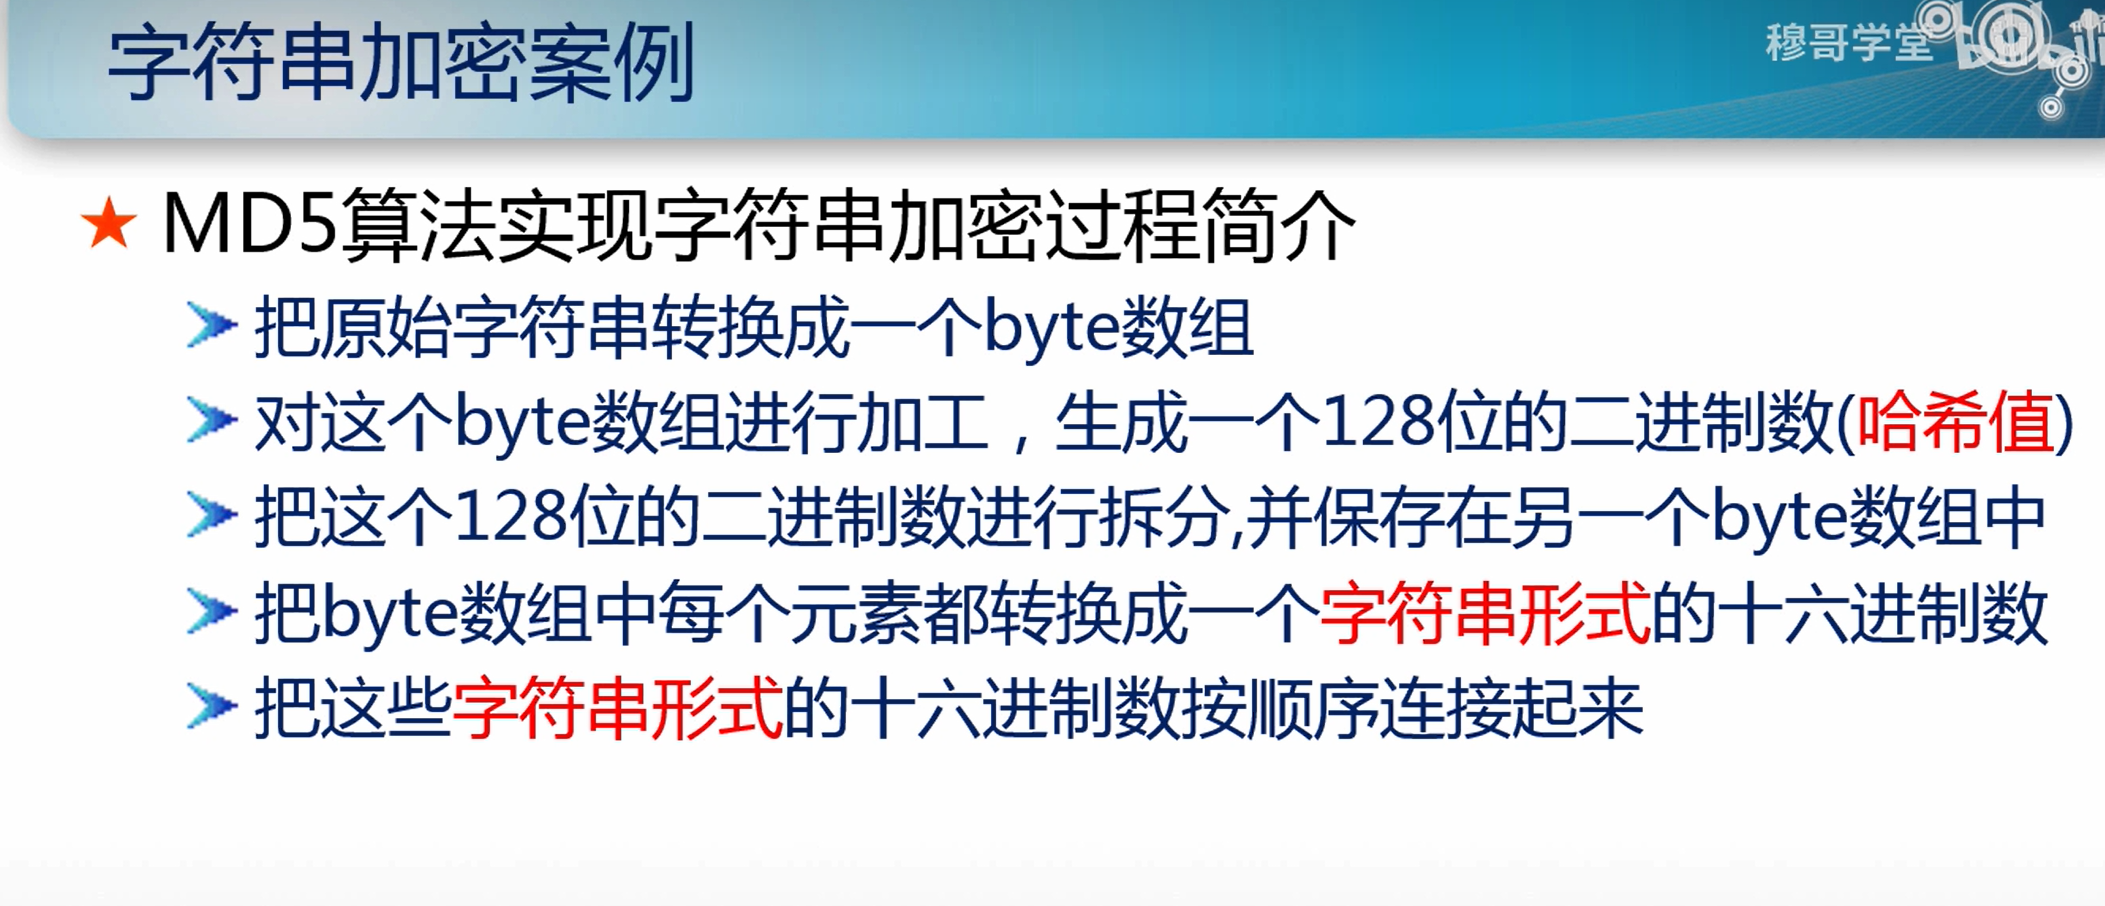 字符串加密案例
穆哥学堂
MD5算法实现字符串加密过程简介
把原始字符串转换成一个byte数组
对这个byte数组进行加工，生成一个128位的二进制数(哈希值)
把这个128位的二进制数进行拆分,并保存在另一个byte数组中
把byte数组中每个元素都转换成一个字符串形式的十六进制数
把这些字符串形式的十六进制数按顺序连接起来